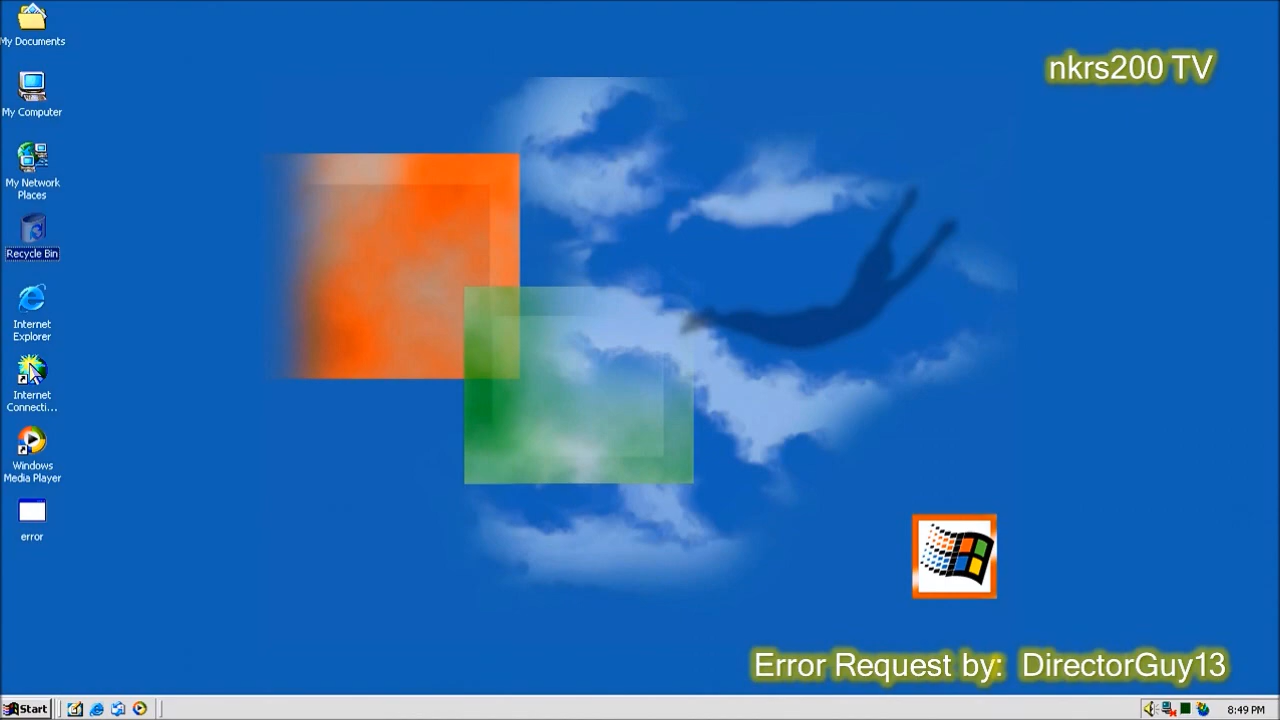 My Documents
My Computer
My Network
Places
Recycle Bin
Internet
Explorer
Internet
Connecti...
Windows
Media Player
error
nkrs200 TV
Error Request by: DirectorGuy13
Start
8:49 PM